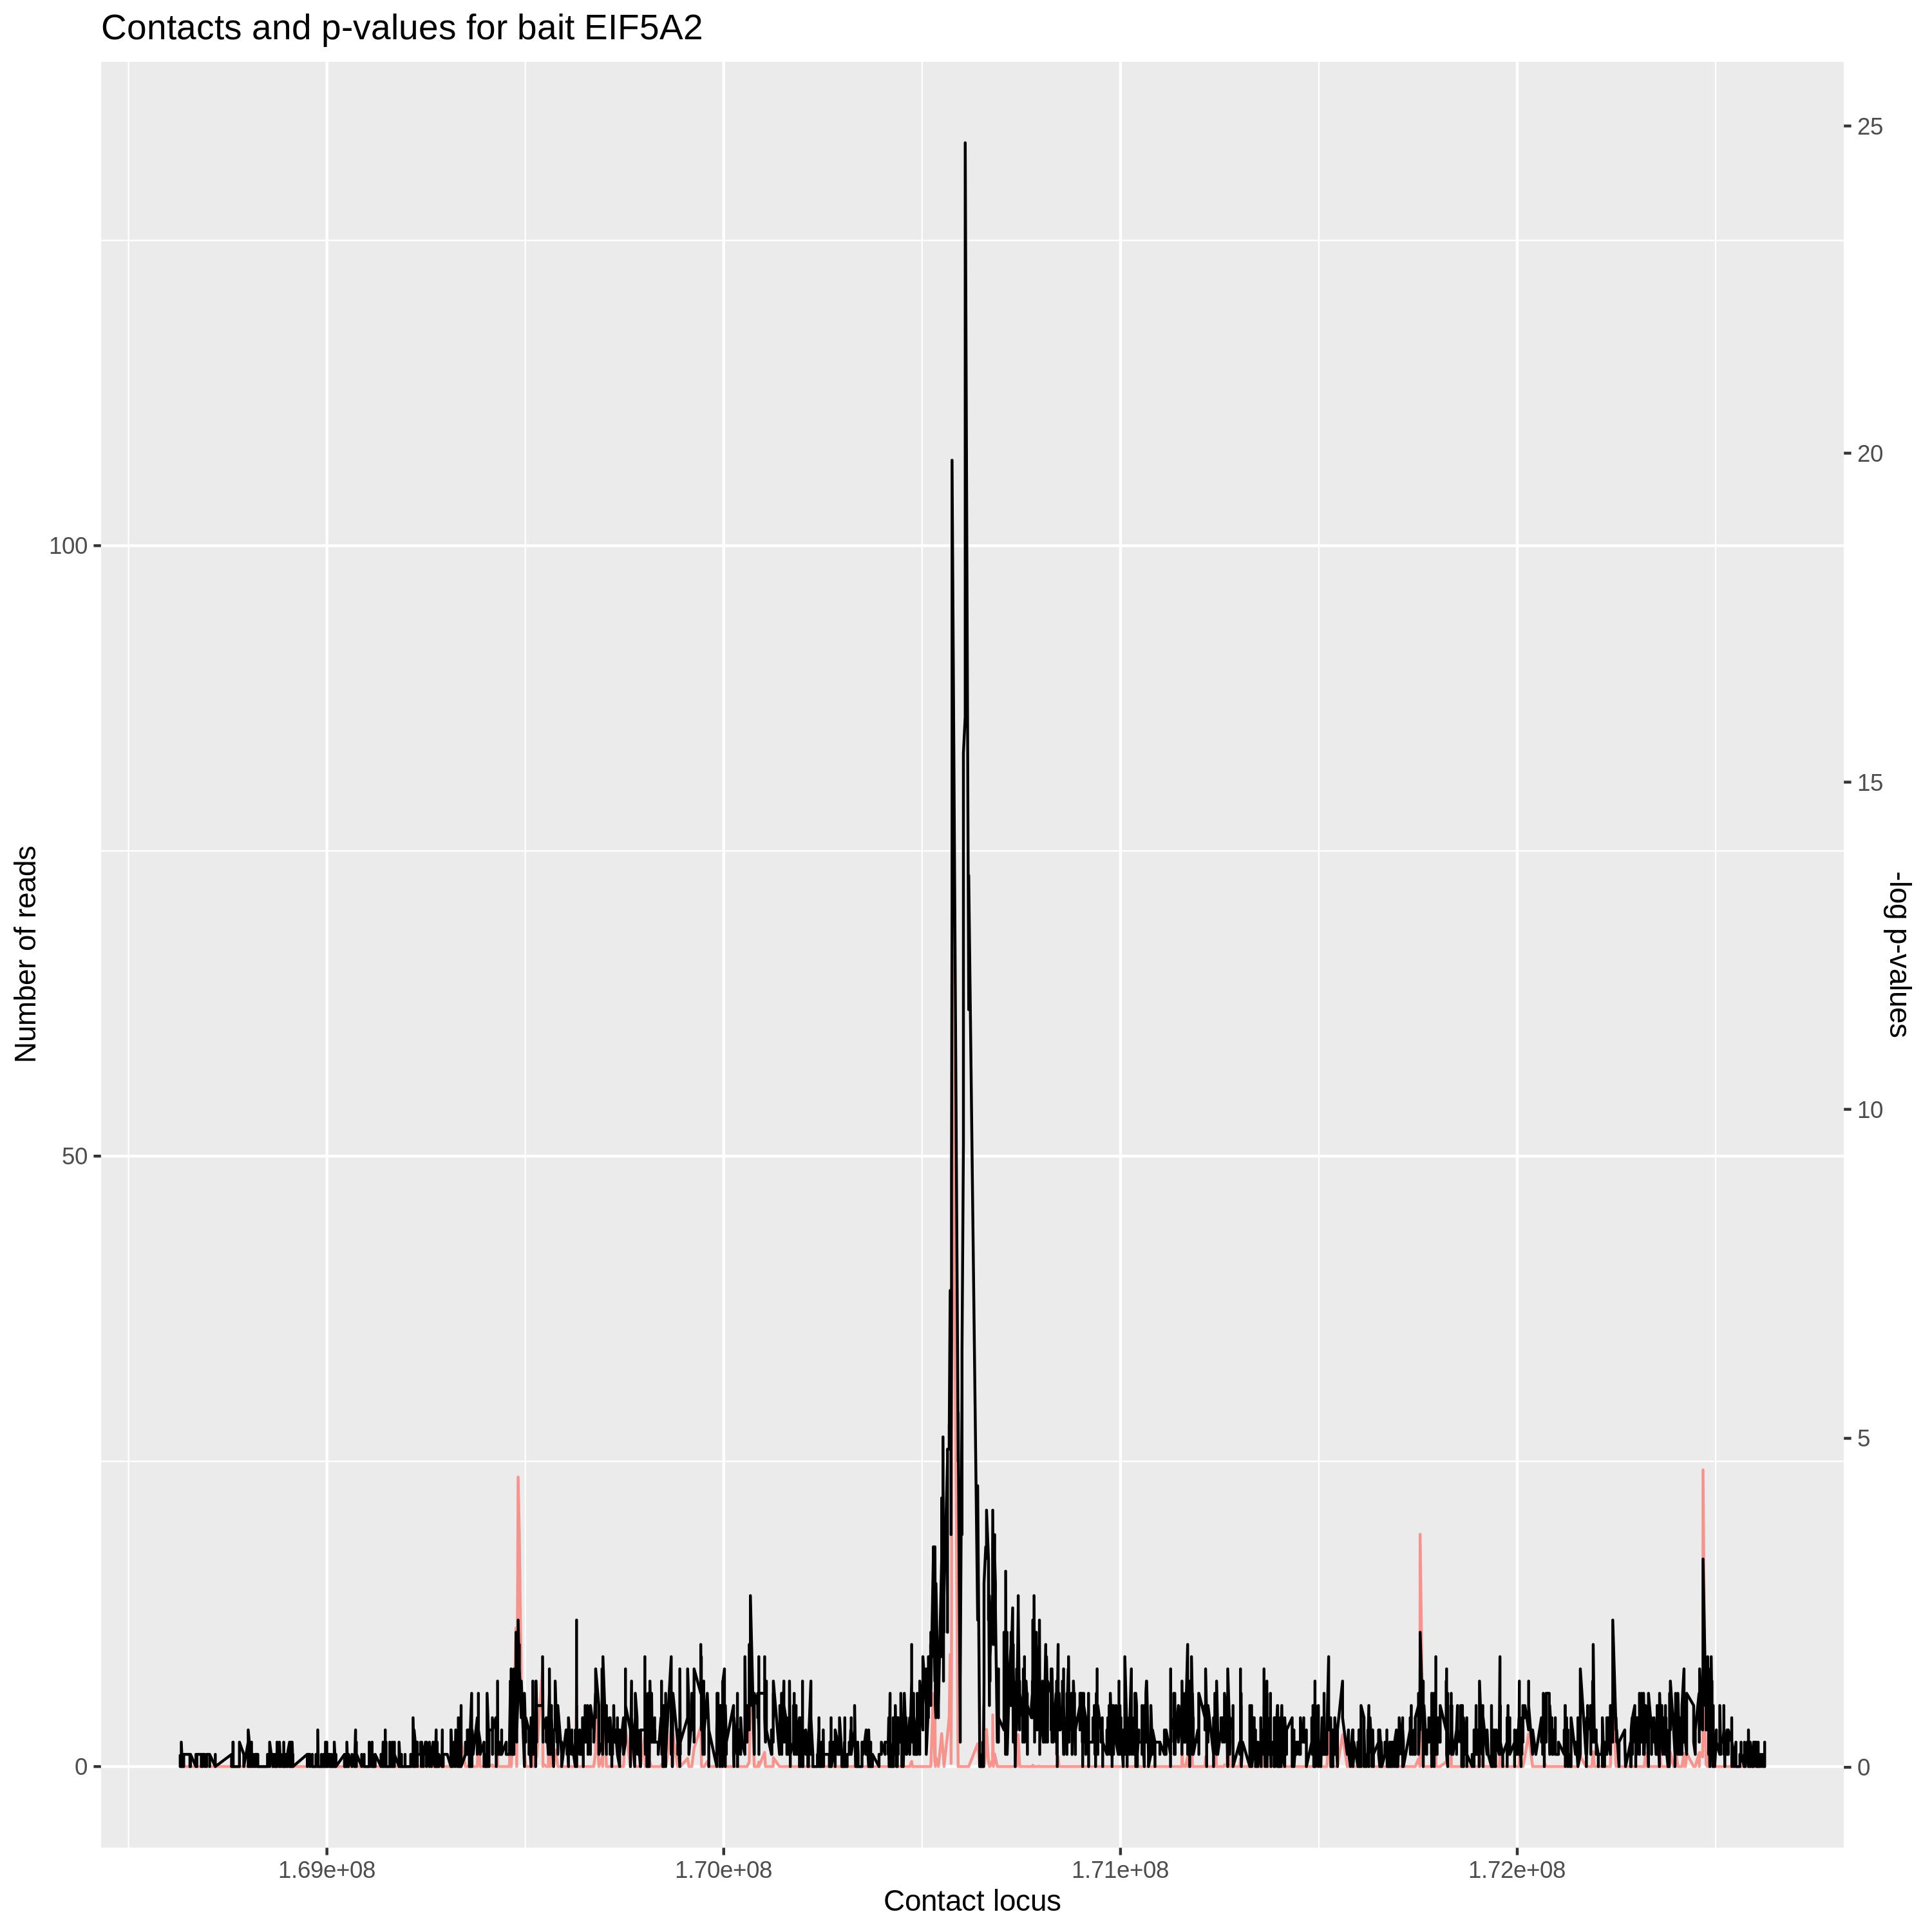 Contacts and p-values for bait EIF5A2
Number of reads
100
50
0
25
20
15
10
5
0
-log p-values
1.69e+08
1.70e+08
1.71e+08
1.72e+08
Contact locus